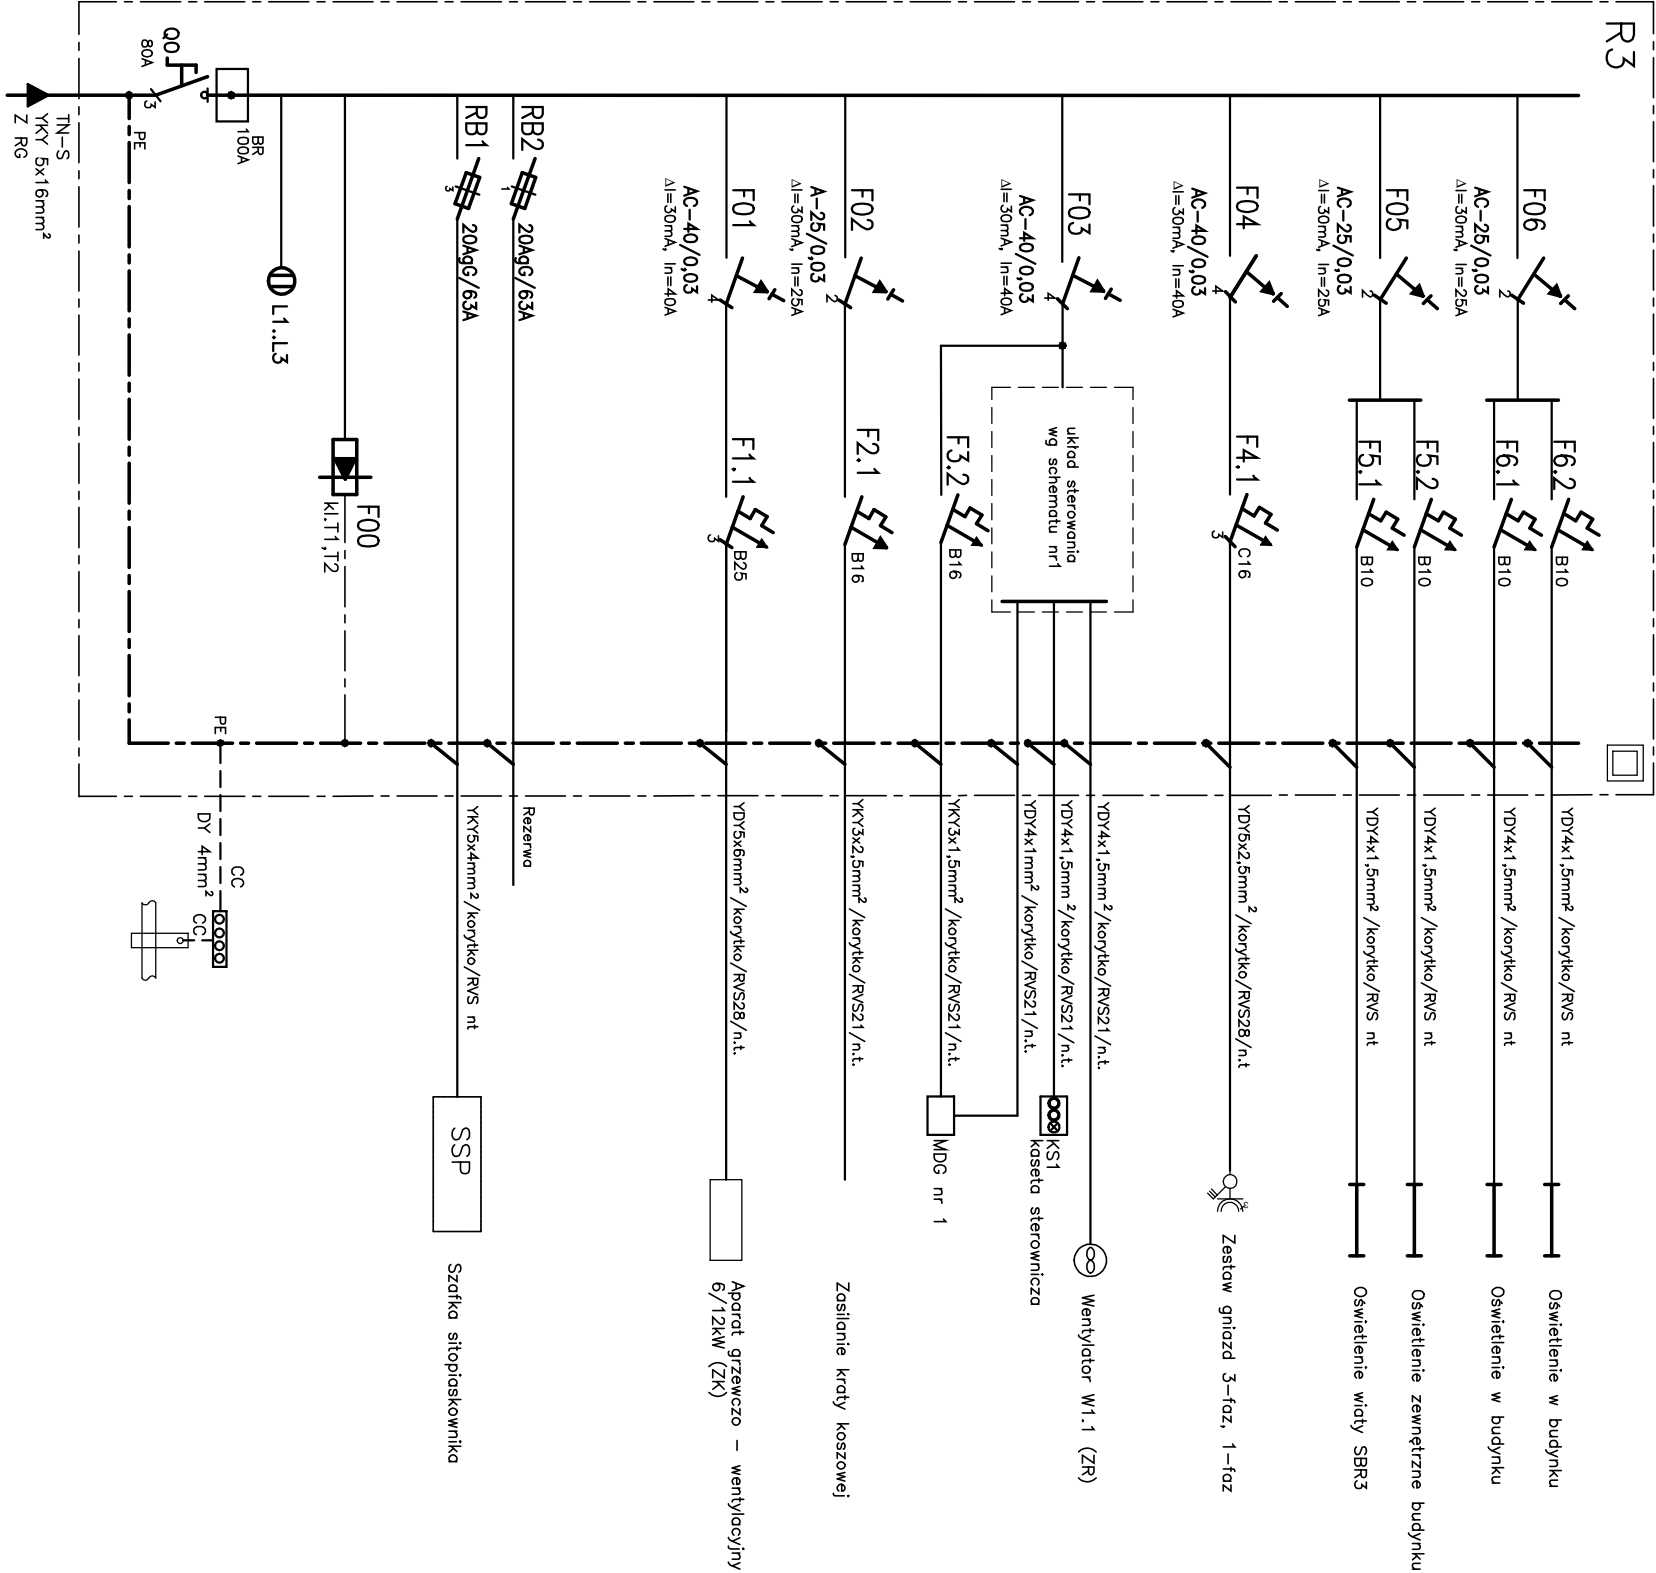 R3
Q0
80A
3
BR
100A
PE
TN-S
YKY 5x16mm²
Z RG
L1..L3
F00
kl.T1,T2
RB1
3
20AgG/63A
RB2
1
20AgG/63A
F01
AC-40/0,03
ΔI=30mA, In=40A
4
F02
A-25/0,03
ΔI=30mA, In=25A
2
F03
AC-40/0,03
ΔI=30mA, In=40A
4
F04
AC-40/0,03
ΔI=30mA, In=40A
4
F05
AC-25/0,03
ΔI=30mA, In=25A
2
F06
AC-25/0,03
ΔI=30mA, In=25A
2
F1.1
3
B25
F2.1
B16
F3.2
B16
układ sterowania
wg schematu nr1
F4.1
3
C16
F5.1
B10
F5.2
B10
F6.1
B10
F6.2
B10
PE
DY 4mm²
CC
CC
YKY5x4mm²/korytko/RVS nt
Rezerwa
YDY5x6mm²/korytko/RVS28/n.t.
YKY3x2,5mm²/korytko/RVS21/n.t.
YKY3x1,5mm²/korytko/RVS21/n.t.
YDY4x1mm²/korytko/RVS21/n.t.
YDY4x1,5mm²/korytko/RVS21/n.t.
YDY4x1,5mm²/korytko/RVS21/n.t.
YDY5x2,5mm²/korytko/RVS28/n.t
YDY4x1,5mm²/korytko/RVS nt
YDY4x1,5mm²/korytko/RVS nt
YDY4x1,5mm²/korytko/RVS nt
YDY4x1,5mm²/korytko/RVS nt
SSP
Szafka sitopiaskownika
Aparat grzewczo - wentylacyjny
6/12kW (ZK)
Zasilanie kraty koszowej
MDG nr 1
KS1
kaseta sterownicza
Wentylator W1.1 (ZR)
Zestaw gniazd 3-faz, 1-faz
Oświetlenie wiaty SBR3
Oświetlenie zewnętrzne budynku
Oświetlenie w budynku
Oświetlenie w budynku